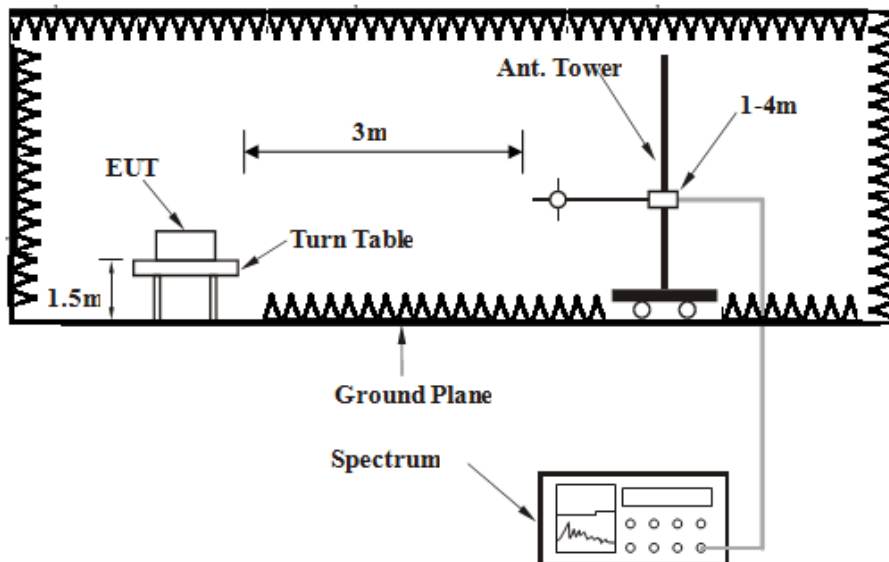 Ant. Tower
1-4m
3m
EUT
Turn Table
1.5m
Ground Plane
Spectrum